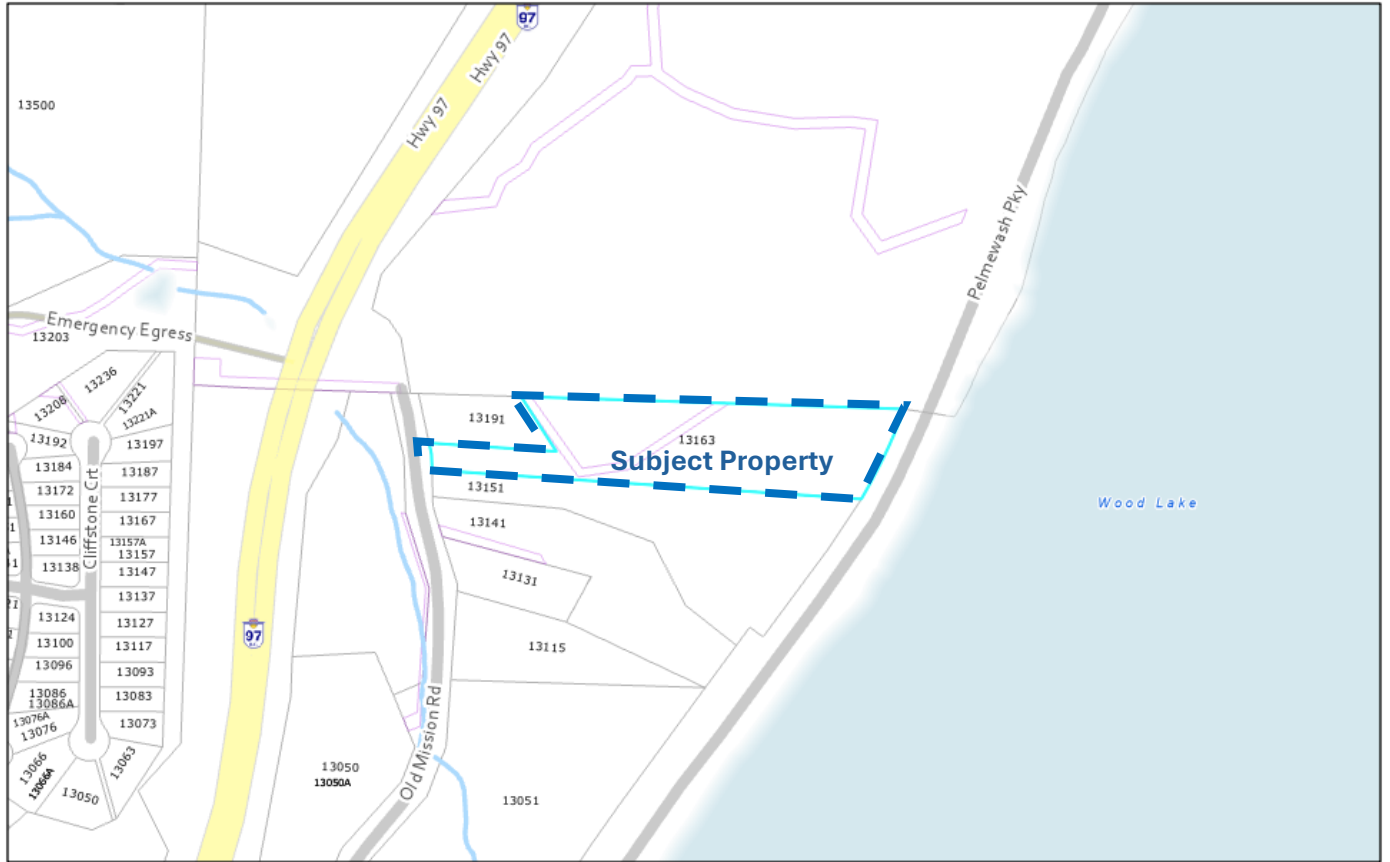 97
Hwy 97
Hwy 97
13500
Pelmewash Pky
Emergency Egress
13203
13236
13221
13208
13221A
13191
13192
13197
13163
Subject Property
13184
13187
13151
13172
13177
Wood Lake
13160
13167
13141
Cliffstone Crt
13146
13157A
13157
13138
13147
13131
13137
13124
13127
97
13100
13117
13115
13096
13093
13086
13086A
13083
13076A
13076
13073
Old Mission Rd
13066
13066A
13063
13050
13050
13050A
13051